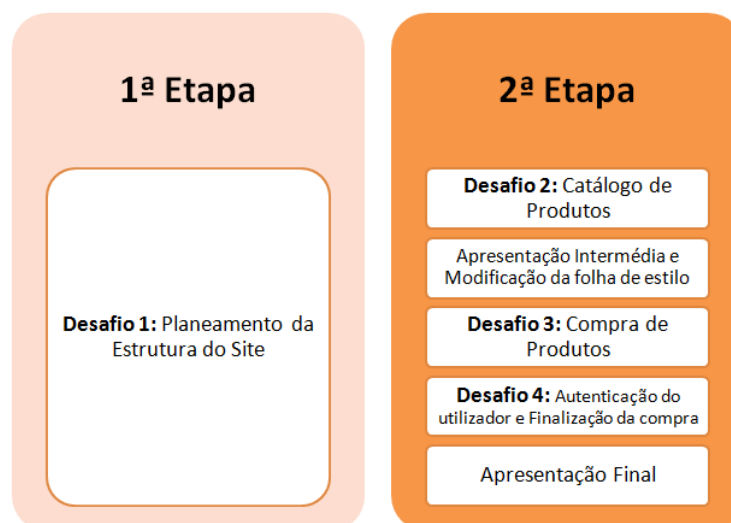 1ª Etapa
Desafio 1: Planeamento da
Estrutura do Site
2ª Etapa
Desafio 2: Catálogo de
Produtos
Apresentação Intermédia e
Modificação da folha de estilo
Desafio 3: Compra de
Produtos
Desafio 4: Autenticação do
utilizador e Finalização da compra
Apresentação Final